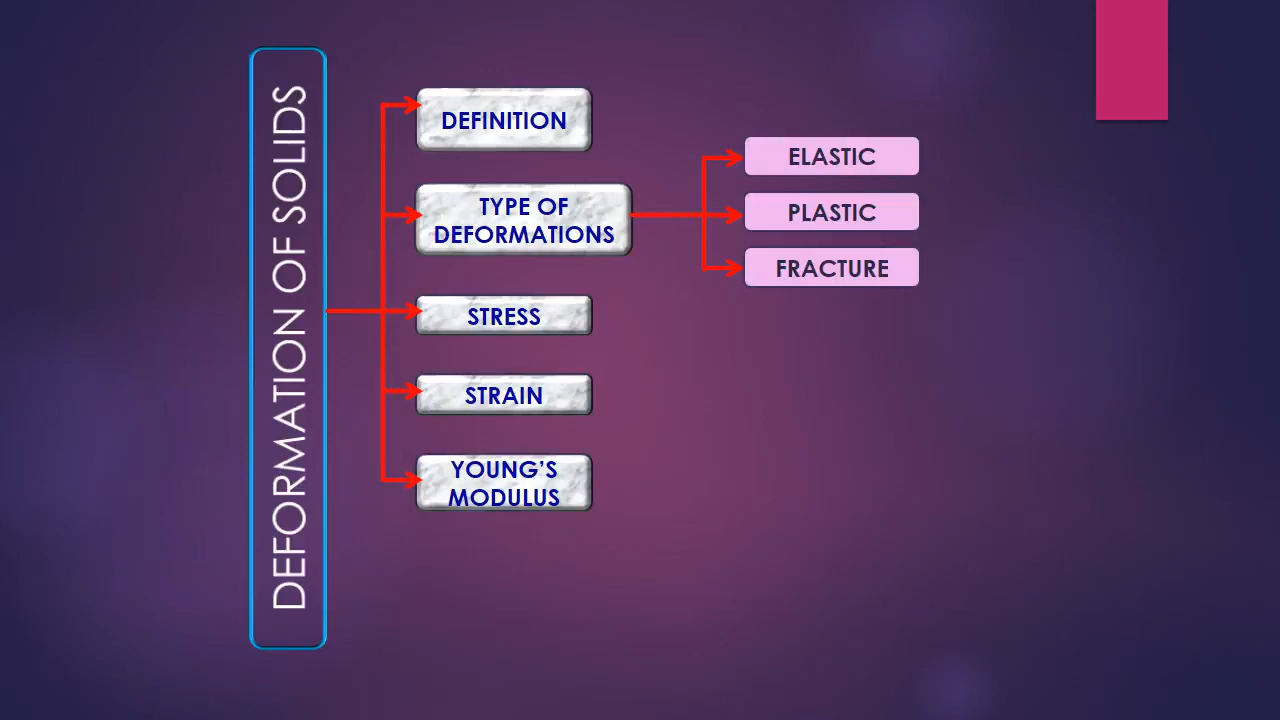 DEFORMATION OF SOLIDS
DEFINITION
TYPE OF
DEFORMATIONS
ELASTIC
PLASTIC
FRACTURE
STRESS
STRAIN
YOUNG’S
MODULUS